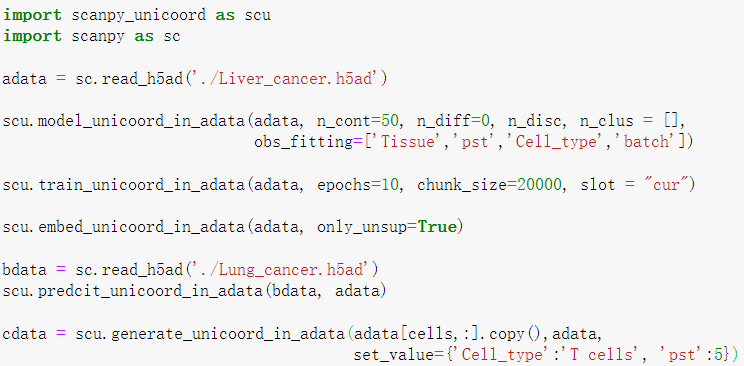 import scanpy_unicoord as scu
import scanpy as sc
adata = sc.read_h5ad('./Liver_cancer.h5ad')
scu.model_unicoord_in_adata(adata, n_cont=50, n_diff=0, n_disc, n_clus = [],
obs_fitting=['Tissue','pst','Cell_type','batch'])
scu.train_unicoord_in_adata(adata, epochs=10, chunk_size=20000, slot = "cur")
scu.embed_unicoord_in_adata(adata, only_unsup=True)
bdata = sc.read_h5ad('./Lung_cancer.h5ad')
scu.predcit_unicoord_in_adata(bdata, adata)
cdata = scu.generate_unicoord_in_adata(adata[cells,:].copy(),adata,
set_value={'Cell_type':'T cells', 'pst':5})